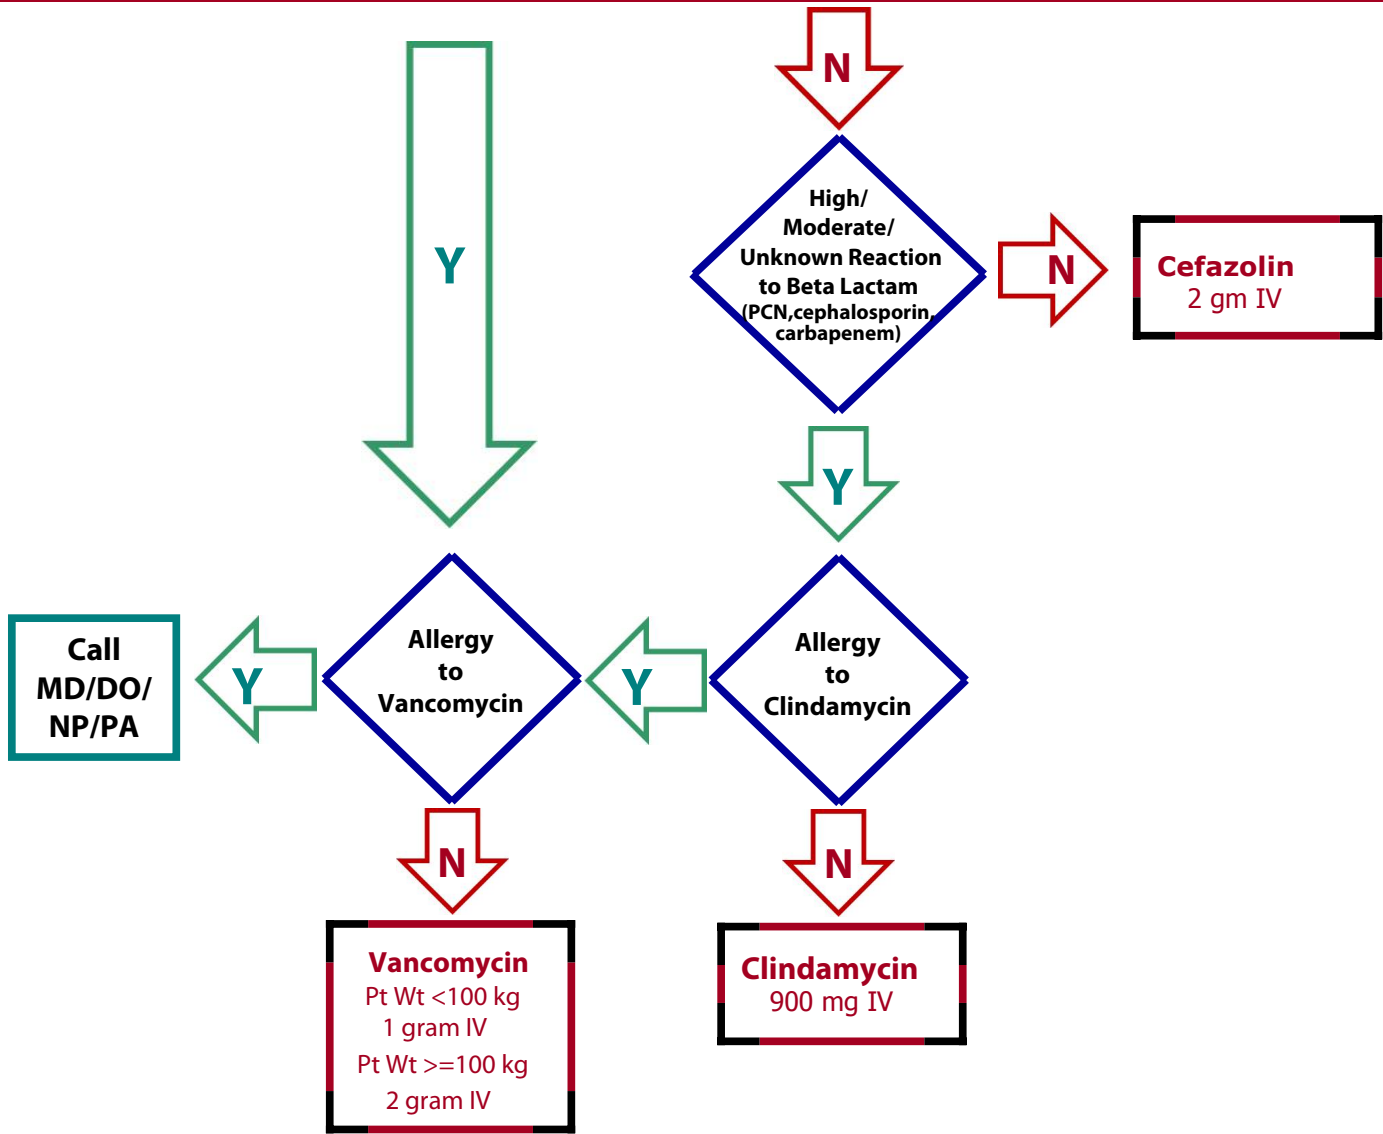 N
Y
High/
Moderate/
Unknown Reaction
to Beta Lactam
(PCN,cephalosporin,
carbapenem)
N
Cefazolin
2 gm IV
Y
Call
MD/DO/
NP/PA
Y
Allergy
to
Vancomycin
Y
Allergy
to
Clindamycin
N
N
Vancomycin
Pt Wt <100 kg
1 gram IV
Pt Wt >=100 kg
2 gram IV
Clindamycin
900 mg IV